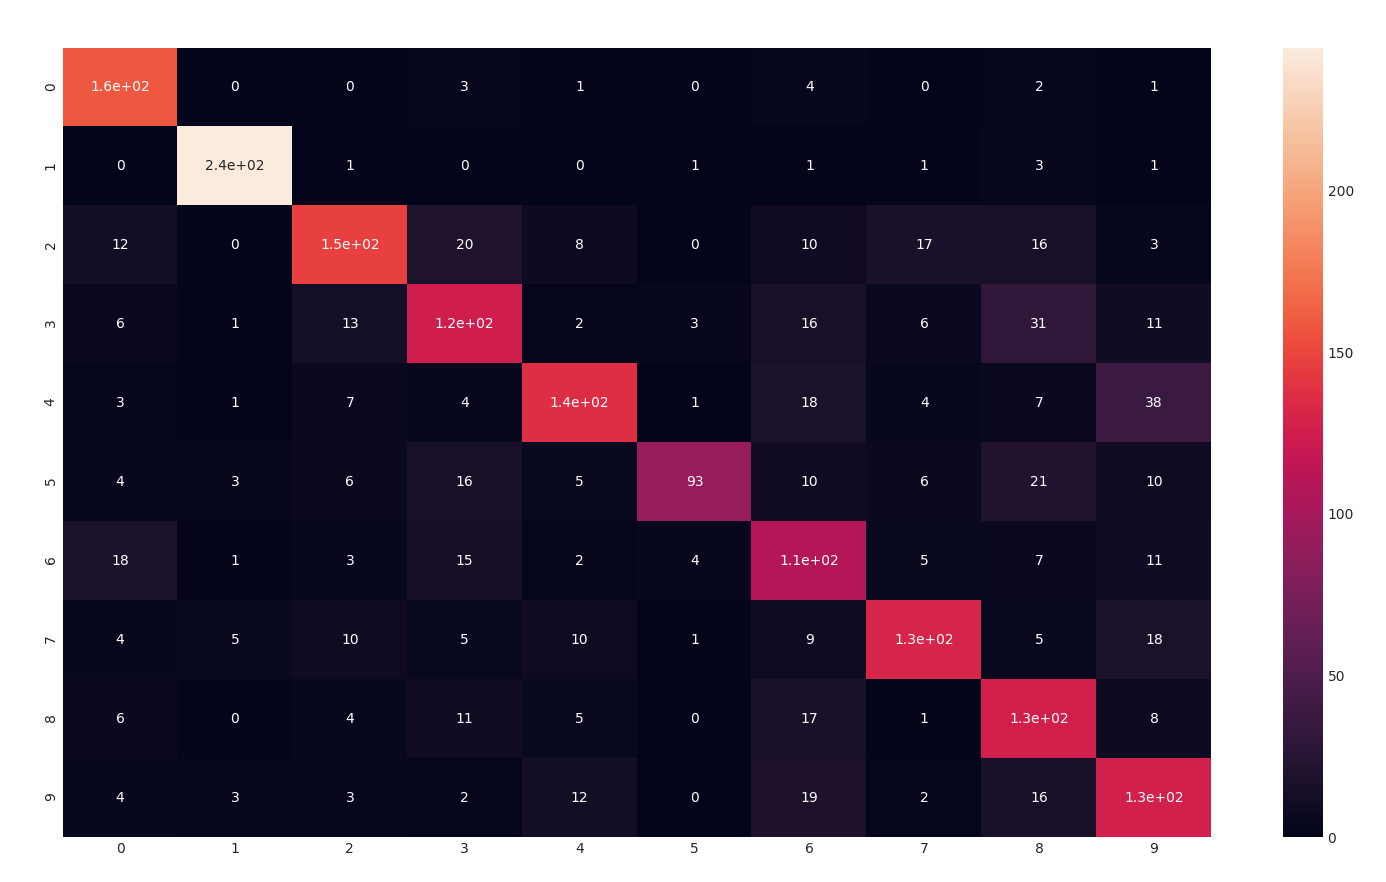 0 1.6e+02 0 0 3 1 0 4 0 2 1
1 0 2.4e+02 1 0 0 1 1 1 3 1
200
2 12 0 1.5e+02 20 8 0 10 17 16 3
3 6 1 13 1.2e+02 2 3 16 6 31 11
150
4 3 1 7 4 1.4e+02 1 18 4 7 38
5 4 3 6 16 5 93 10 6 21 10
100
6 18 1 3 15 2 4 1.1e+02 5 7 11
7 4 5 10 5 10 1 9 1.3e+02 5 18
50
8 6 0 4 11 5 0 17 1 1.3e+02 8
9 4 3 3 2 12 0 19 2 16 1.3e+02
0
0 1 2 3 4 5 6 7 8 9